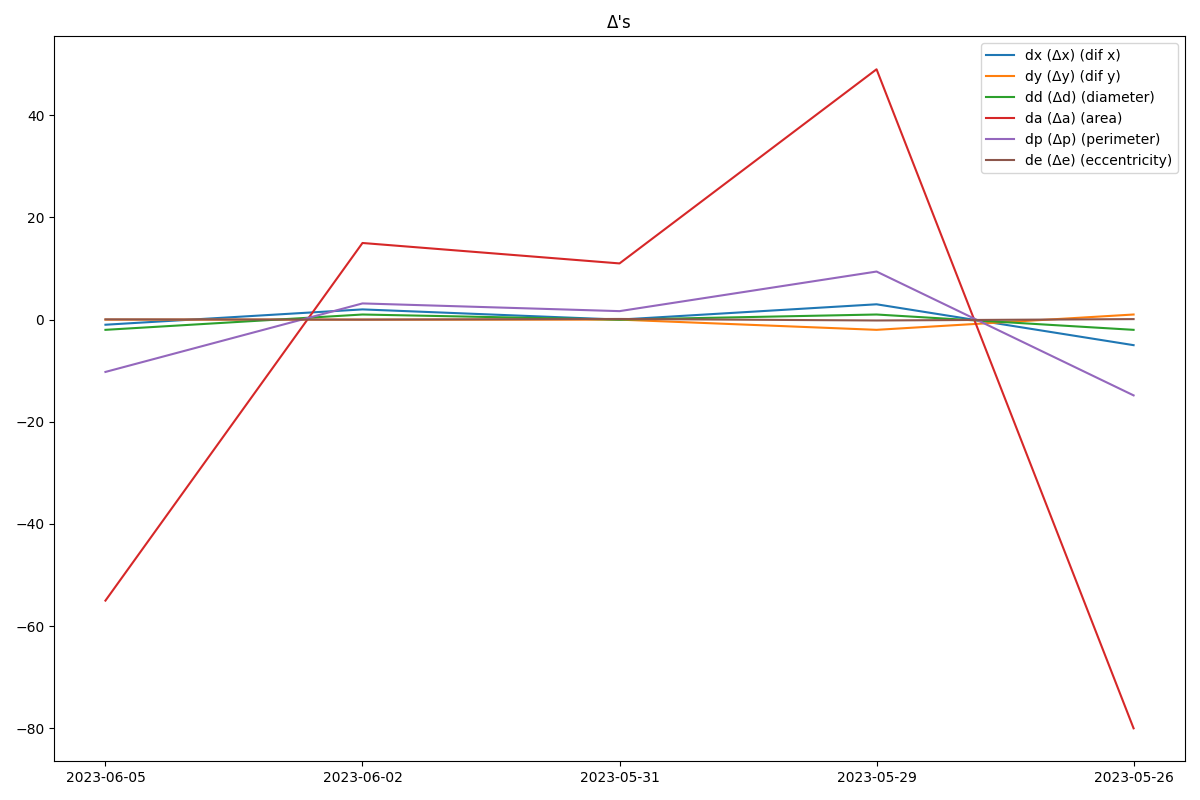 Δ's
dx (Δx) (dif x)
dy (Δy) (dif y)
dd (Δd) (diameter)
da (Δa) (area)
dp (Δp) (perimeter)
de (Δe) (eccentricity)
40
20
0
−20
−40
−60
−80
2023-06-05 2023-06-02 2023-05-31 2023-05-29 2023-05-26